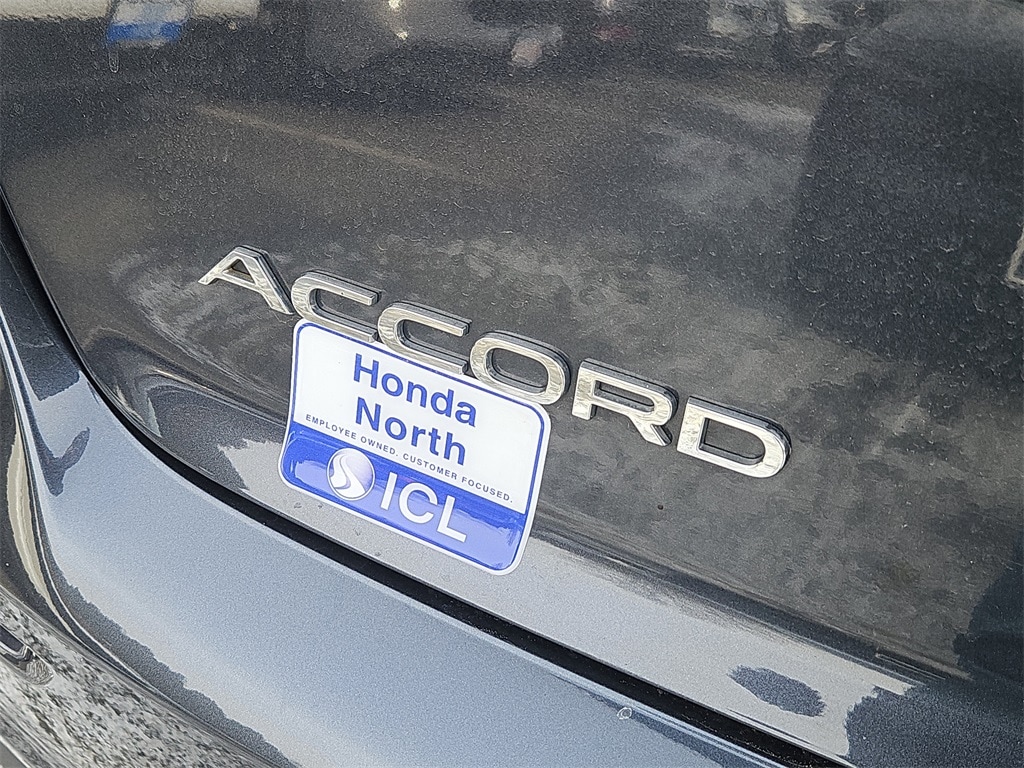 ACCORD
Honda
North
EMPLOYEE OWNED. CUSTOMER FOCUSED.
ICL